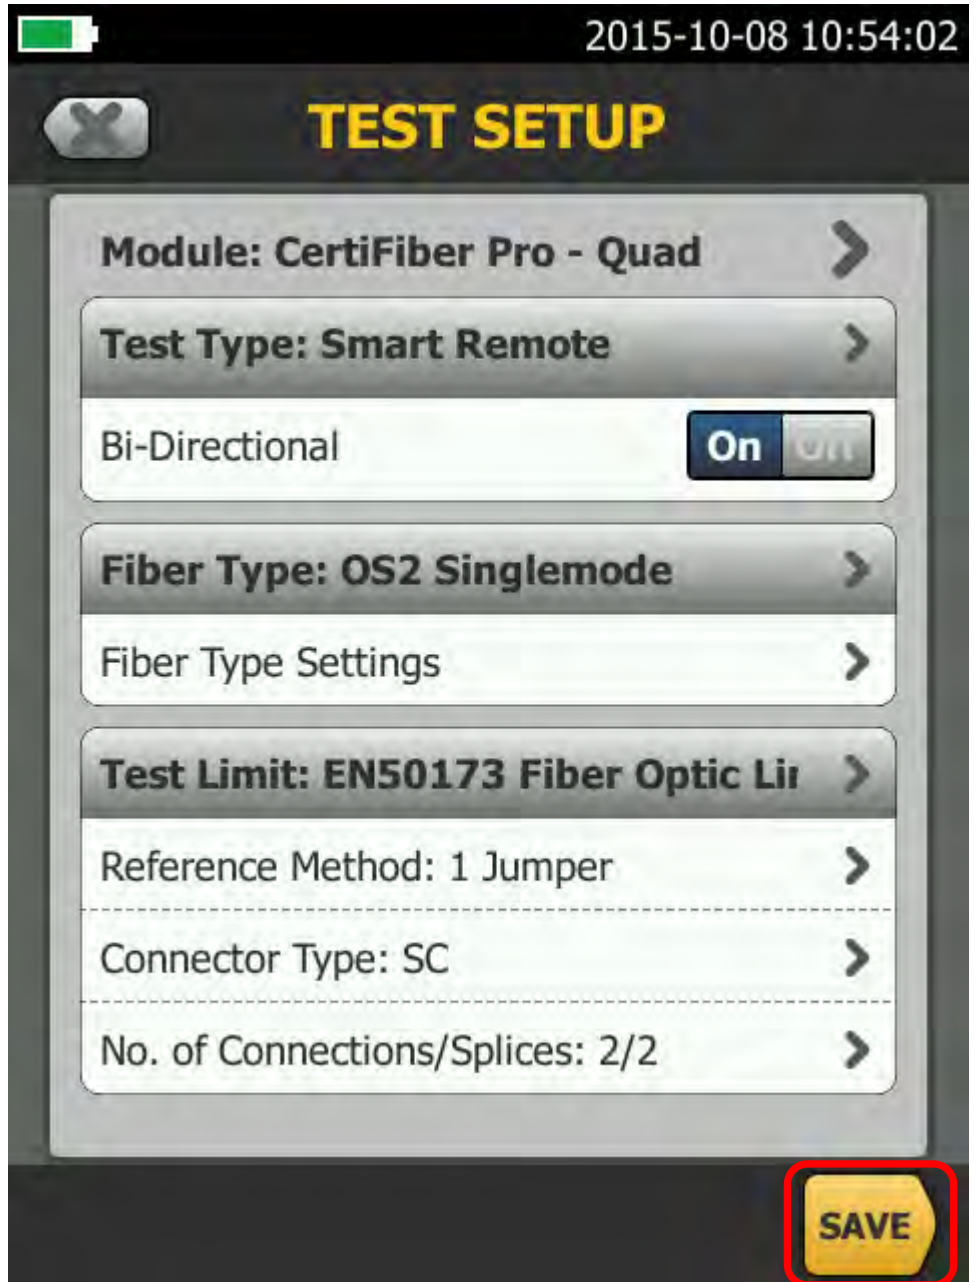 2015-10-08 10:54:02
TEST SETUP
Module: CertiFiber Pro - Quad
Test Type: Smart Remote
Bi-Directional
On Off
Fiber Type: OS2 Singlemode
Fiber Type Settings
Test Limit: EN50173 Fiber Optic Lin
Reference Method: 1 Jumper
Connector Type: SC
No. of Connections/Splices: 2/2
SAVE